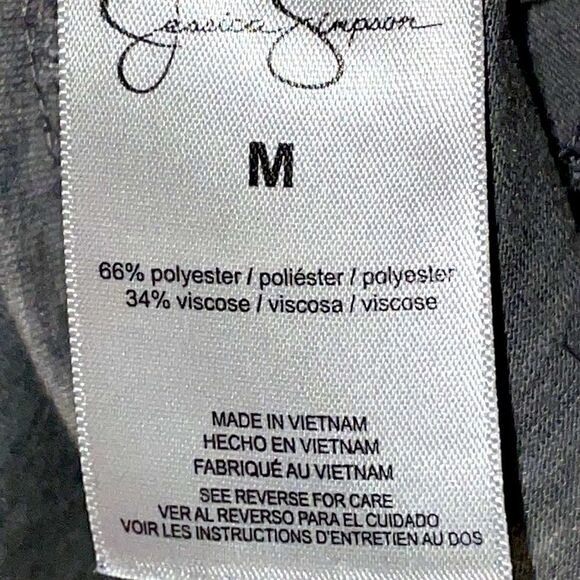 Jessica Simpson
M
66% polyester / poliéster / polyester
34% viscose / viscosa / viscose
MADE IN VIETNAM
HECHO EN VIETNAM
FABRIQUÉ AU VIETNAM
SEE REVERSE FOR CARE
VER AL REVERSO PARA EL CUIDADO
VOIR LES INSTRUCTIONS D'ENTRETIEN AU DOS